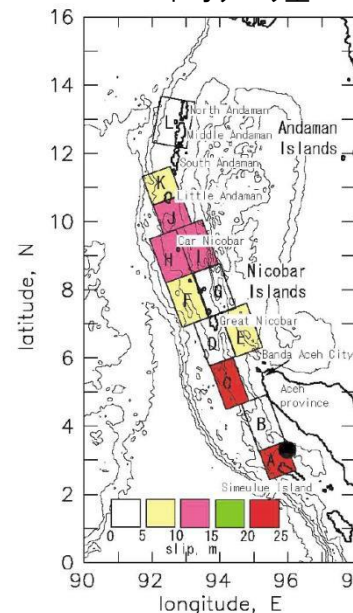 16
14
12
10
8
6
4
2
0
latitude, N
L
North Andaman
Middle Andaman
Andaman
Islands
South Andaman
K
Little Andaman
J
Car Nicobar
H
I
Nicobar
Islands
F
G
Great Nicobar
D
E
Banda Aceh City
C
Aceh
province
B
A
Simeulue Island
0 5 10 15 20 25
slip, m
90 92 94 96
longitude, E